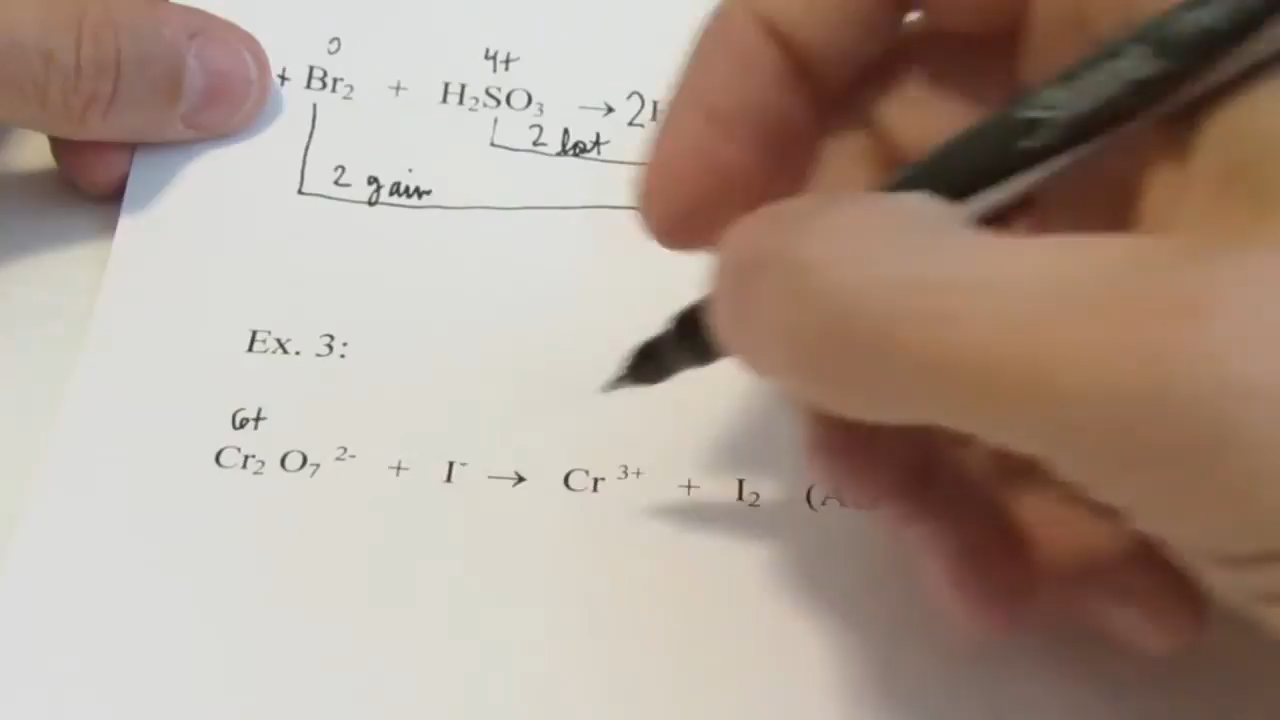 0 4+
+ Br₂ + H₂SO₃ → 2
2 lost
2 gain
Ex. 3:
6+
Cr₂ O₇ ²⁻ + I⁻ → Cr ³⁺ + I₂ (